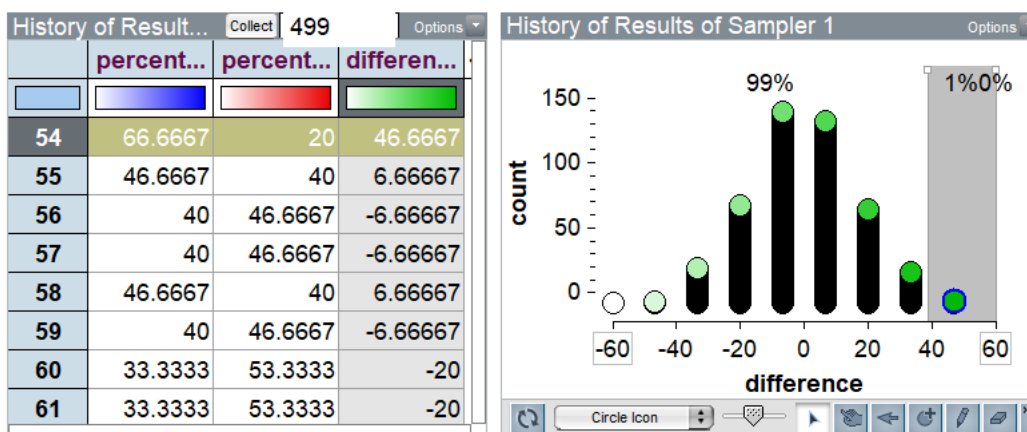 History of Result... Collect 499 Options
percent... percent... differen...
54 66.6667 20 46.6667
55 46.6667 40 6.66667
56 40 46.6667 -6.66667
57 40 46.6667 -6.66667
58 46.6667 40 6.66667
59 40 46.6667 -6.66667
60 33.3333 53.3333 -20
61 33.3333 53.3333 -20
History of Results of Sampler 1 Options
99% 1%0%
150
100
50
0
count
-60 -40 -20 0 20 40 60
difference
Circle Icon